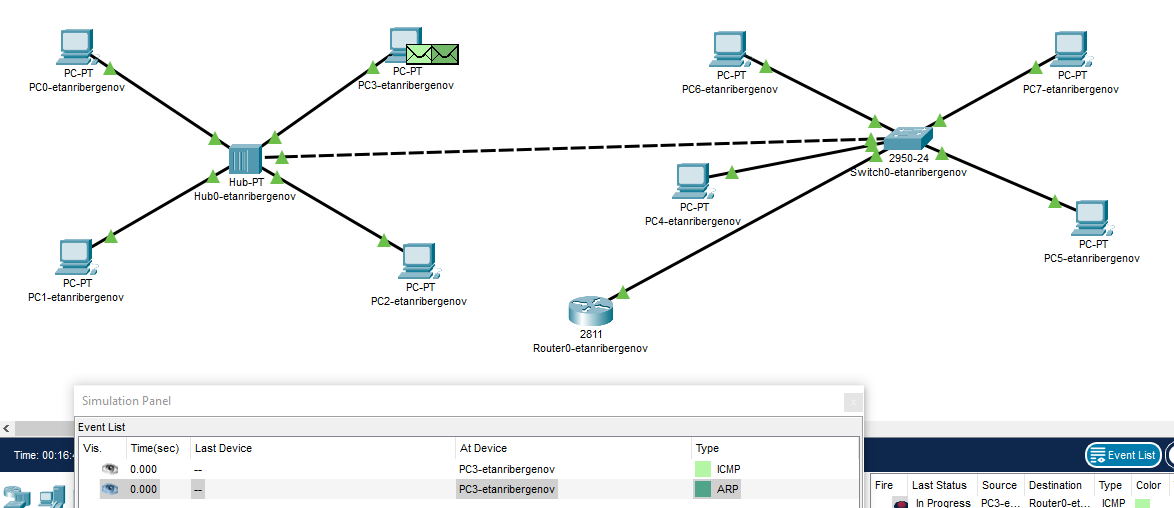 PC-PT
PC0-etanribergenov
PC-PT
PC3-etanribergenov
PC-PT
PC6-etanribergenov
PC-PT
PC7-etanribergenov
Hub-PT
Hub0-etanribergenov
2950-24
Switch0-etanribergenov
PC-PT
PC4-etanribergenov
PC-PT
PC5-etanribergenov
PC-PT
PC1-etanribergenov
PC-PT
PC2-etanribergenov
2811
Router0-etanribergenov
Simulation Panel
Event List
Vis. Time(sec) Last Device At Device Type
0.000 -- PC3-etanribergenov ICMP
0.000 -- PC3-etanribergenov ARP
Time: 00:16:
Event List
Fire Last Status Source Destination Type Color
In Progress PC3-e... Router0-et... ICMP